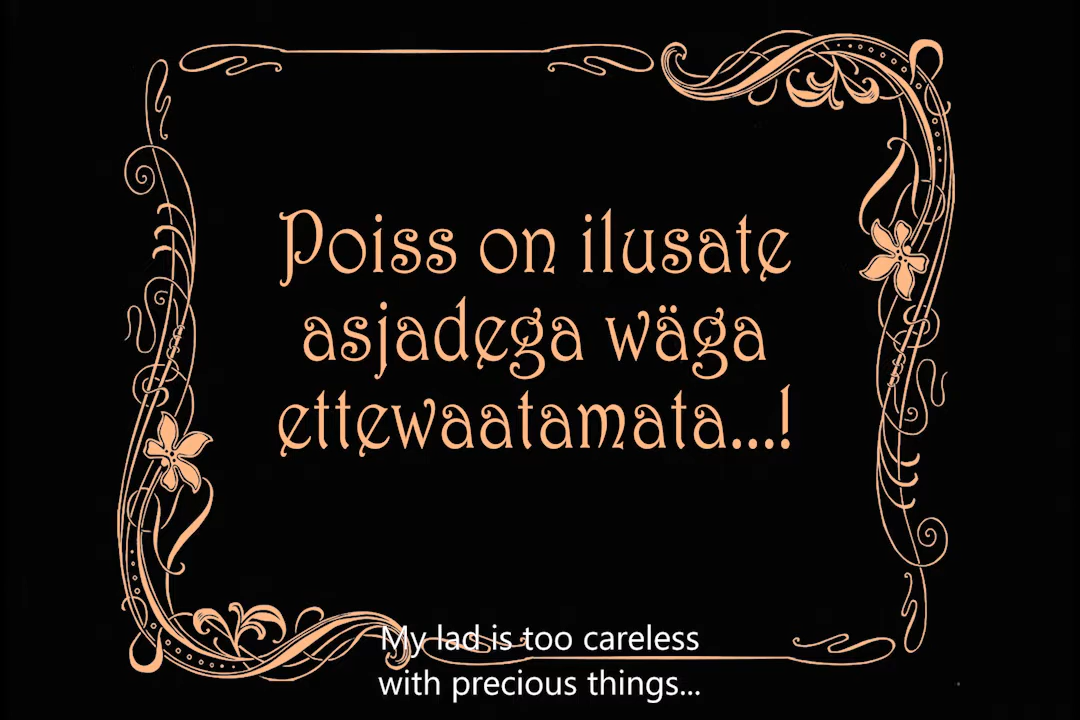 Poiss on ilusate
asjadega wäga
ettewaatamata...!
My lad is too careless
with precious things...